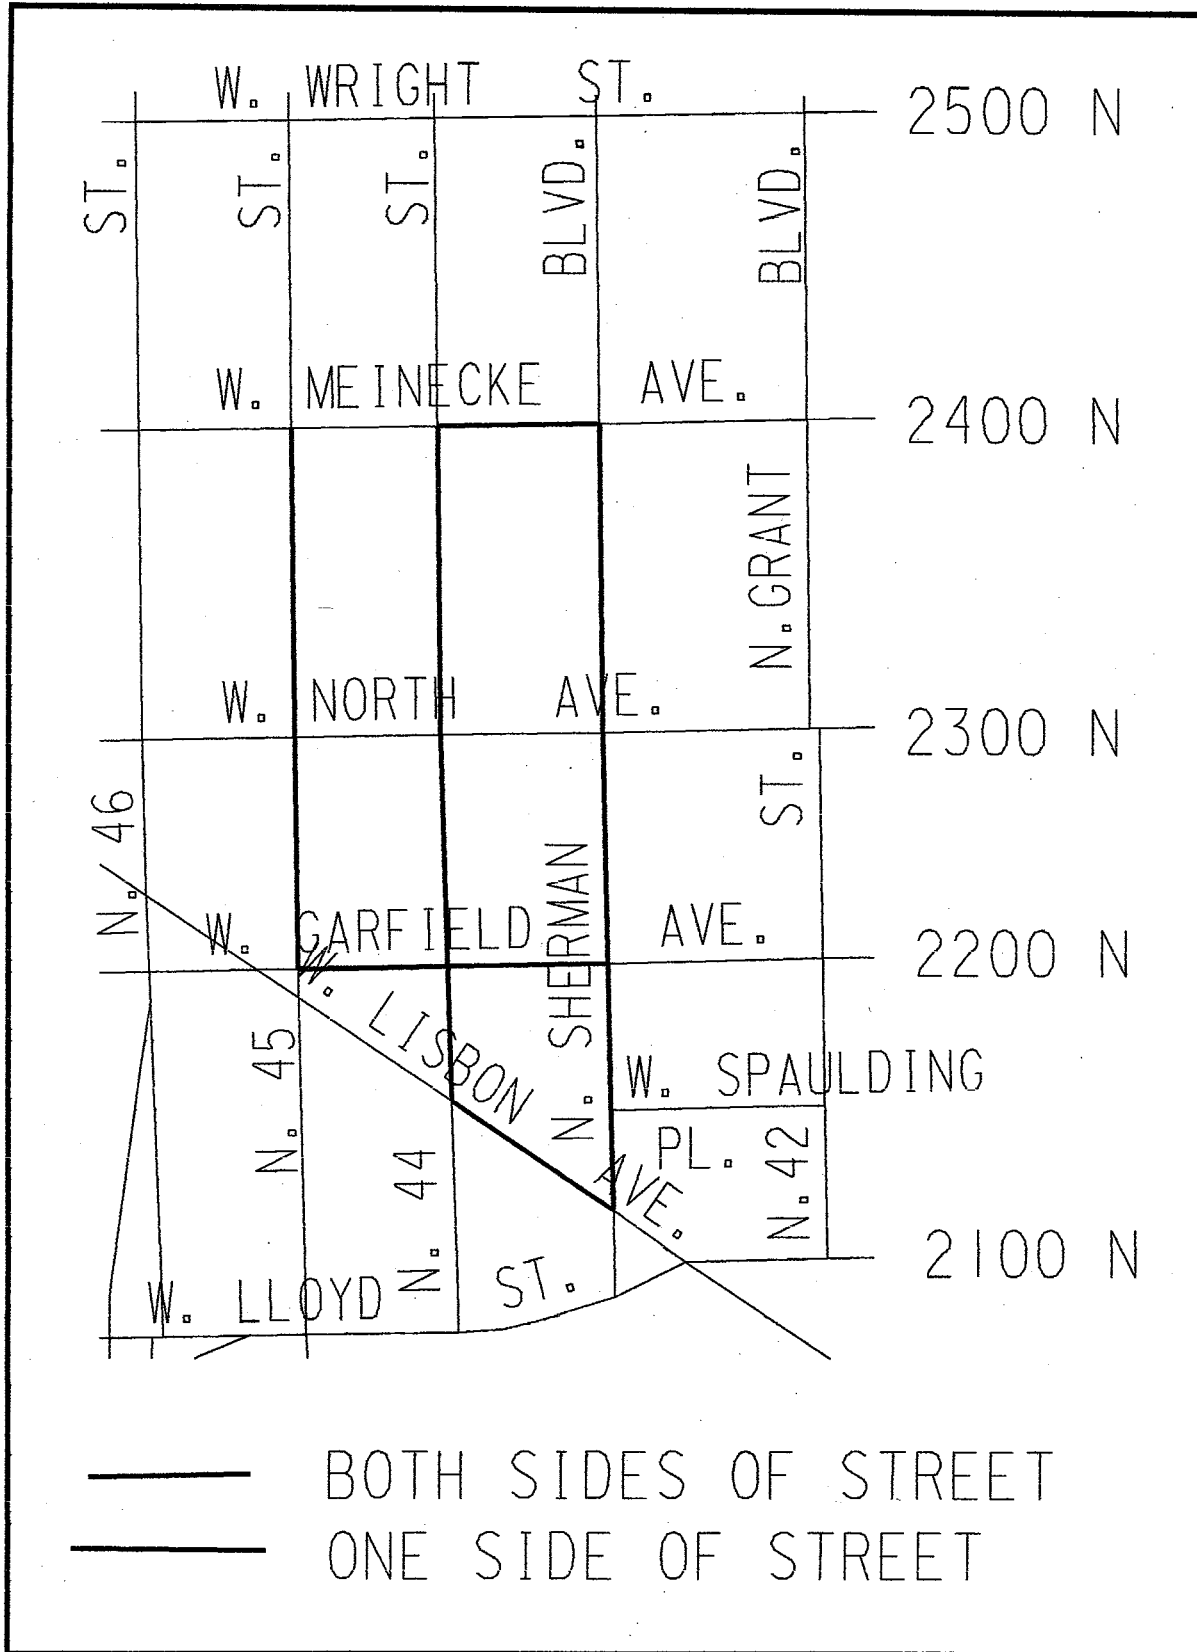 W. WRIGHT ST.
2500 N
ST.
ST.
ST.
BLVD.
BLVD.
W. MEINECKE AVE.
2400 N
N. GRANT
W. NORTH AVE.
2300 N
N. 46
ST.
W. GARFIELD AVE.
2200 N
W. LISBON AVE.
N. SHERMAN
N. 45
W. SPAULDING PL.
N. 44
N. 42
2100 N
W. LLOYD ST.
BOTH SIDES OF STREET
ONE SIDE OF STREET